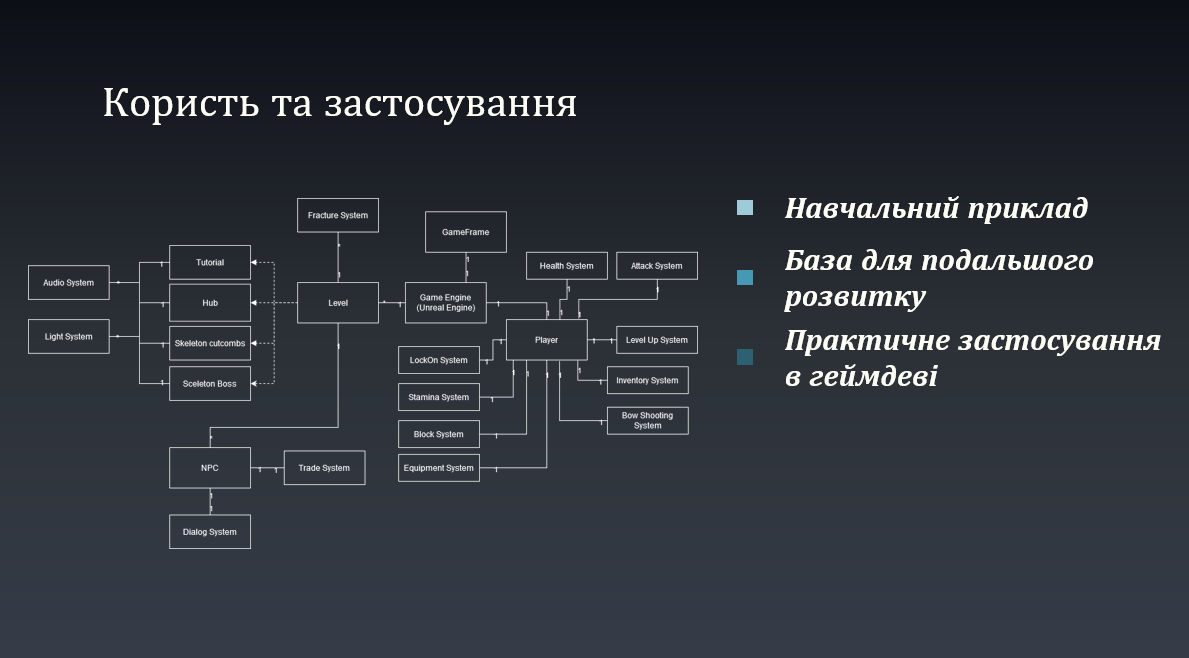 Користь та застосування
Fracture System
GameFrame
Health System
Attack System
Tutorial
Audio System
Hub
Level
Game Engine
(Unreal Engine)
Light System
Skeleton cutcombs
Player
Level Up System
LockOn System
Sceleton Boss
Inventory System
Stamina System
Bow Shooting
System
Block System
NPC
Trade System
Equipment System
Dialog System
Навчальний приклад
База для подальшого
розвитку
Практичне застосування
в геймдеві